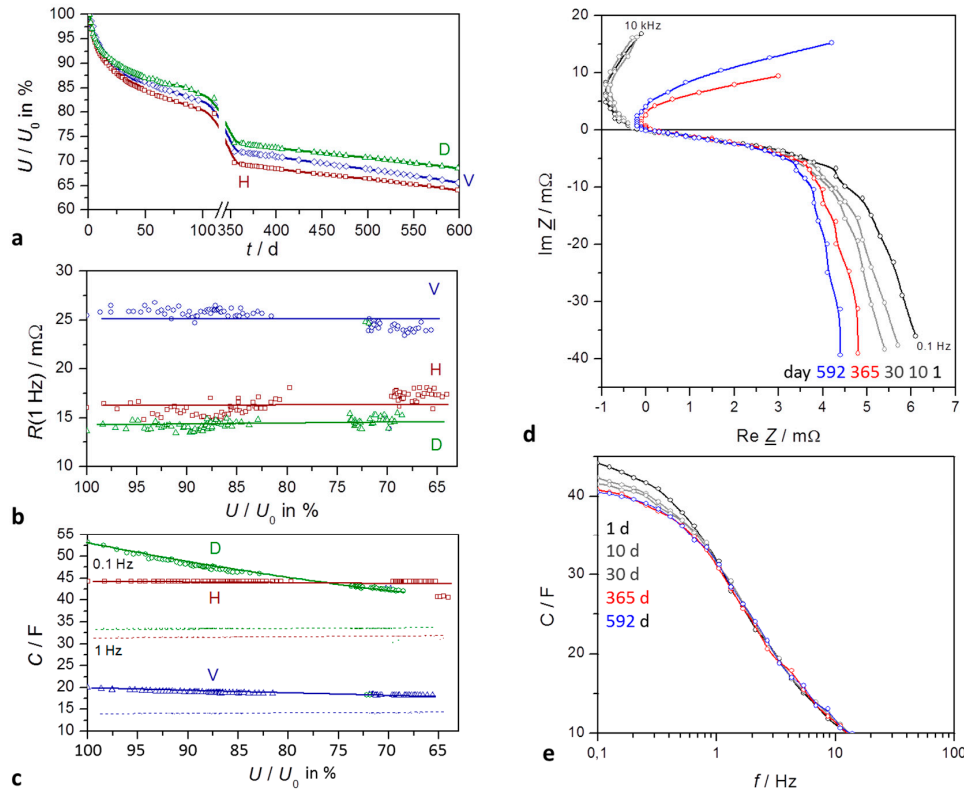 100
95
90
85
80
75
70
65
60
U / U0 in %
D
V
H
0 50 100 350 400 450 500 550 600
t / d
a
30
25
20
15
10
R(1 Hz) / mΩ
V
H
D
100 95 90 85 80 75 70 65
U / U0 in %
b
55
50
45
40
35
30
25
20
15
10
C / F
D
0.1 Hz
H
1 Hz
V
100 95 90 85 80 75 70 65
U / U0 in %
c
20
10
0
-10
-20
-30
-40
Im Z / mΩ
10 kHz
0.1 Hz
day 592 365 30 10 1
-1 0 1 2 3 4 5 6 7
Re Z / mΩ
d
40
30
20
10
C / F
1 d
10 d
30 d
365 d
592 d
0,1 1 10 100
f / Hz
e